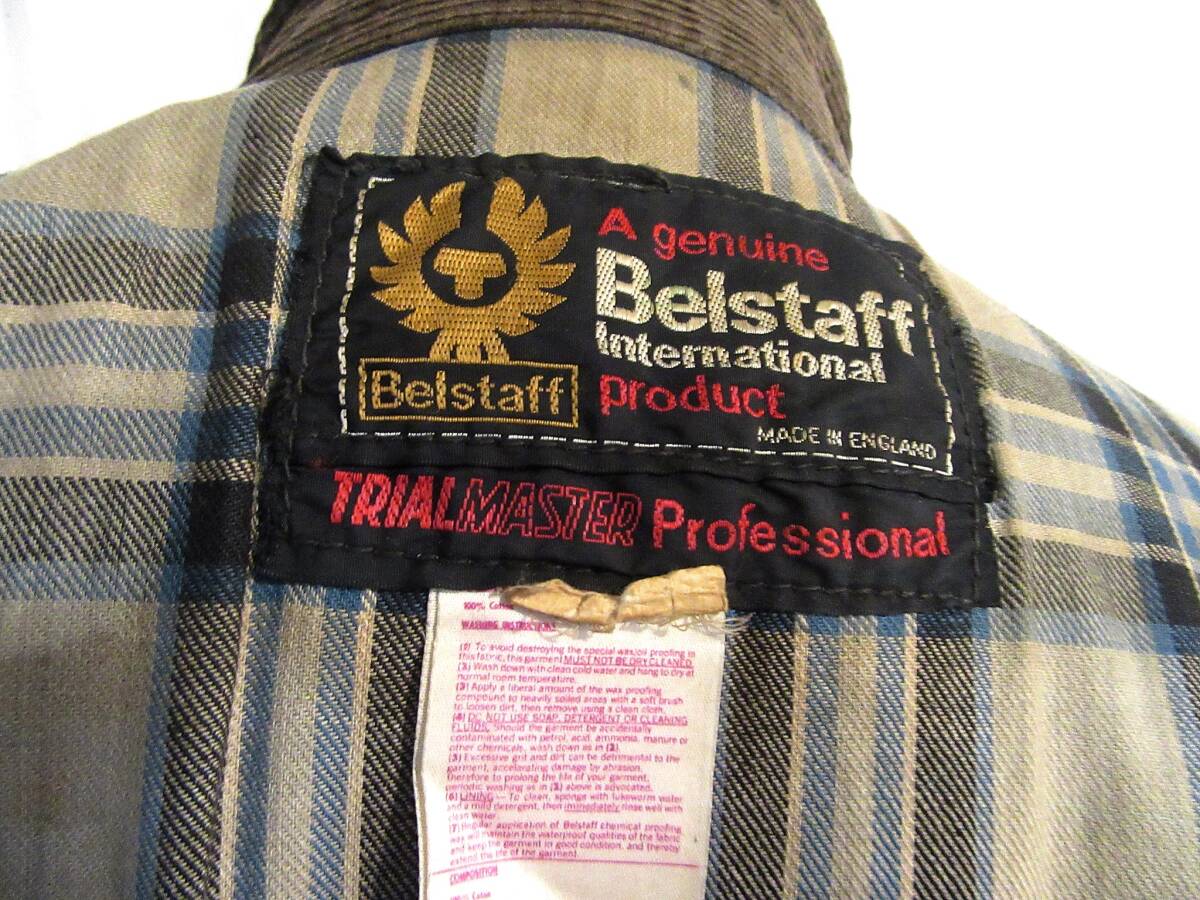 A genuine
Belstaff
International
product
MADE IN ENGLAND
Belstaff
TRIALMASTER Professional
100% Cotton
WASHING INSTRUCTIONS
(1) To avoid destroying the special wax/oil proofing in
this fabric, this garment MUST NOT BE DRYCLEANED.
(2) Wash down with clean cold water and hang to dry at
normal room temperature.
(3) Apply a liberal amount of the wax proofing
compound to heavily soiled areas with a soft brush
to loosen dirt, then remove using a clean cloth.
(4) DO NOT USE SOAP, DETERGENT OR CLEANING
FLUIDS. Should the garment be accidentally
contaminated with petrol, acid, ammonia, manure or
other chemicals, wash down as in (2).
(5) Excessive grit and dirt can be detrimental to the
garment, accelerating damage by abrasion,
therefore to prolong the life of your garment,
periodic washing as in (2) above is advocated.
(6) LINING — To clean, sponge with lukewarm water
and a mild detergent, then immediately rinse well with
clean water.
(7) Regular application of Belstaff chemical proofing
wax will maintain the waterproof qualities of the fabric
and keep the garment in good condition, and thereby
extend the life of the garment.
COMPOSITION